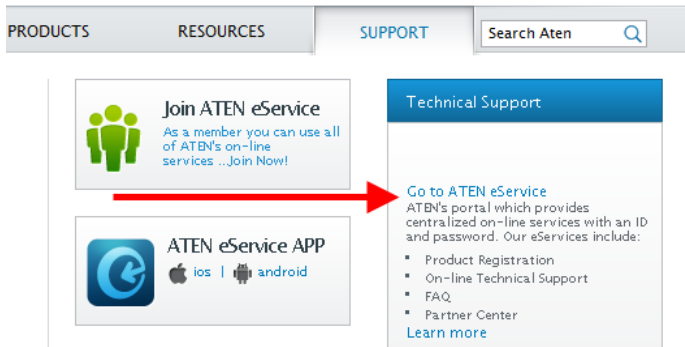 PRODUCTS
RESOURCES
SUPPORT
Search Aten
Join ATEN eService
As a member you can use all
of ATEN's on-line
services ...Join Now!
ATEN eService APP
ios | android
Technical Support
Go to ATEN eService
ATEN's portal which provides
centralized on-line services with an ID
and password. Our eServices include:
Product Registration
On-line Technical Support
FAQ
Partner Center
Learn more